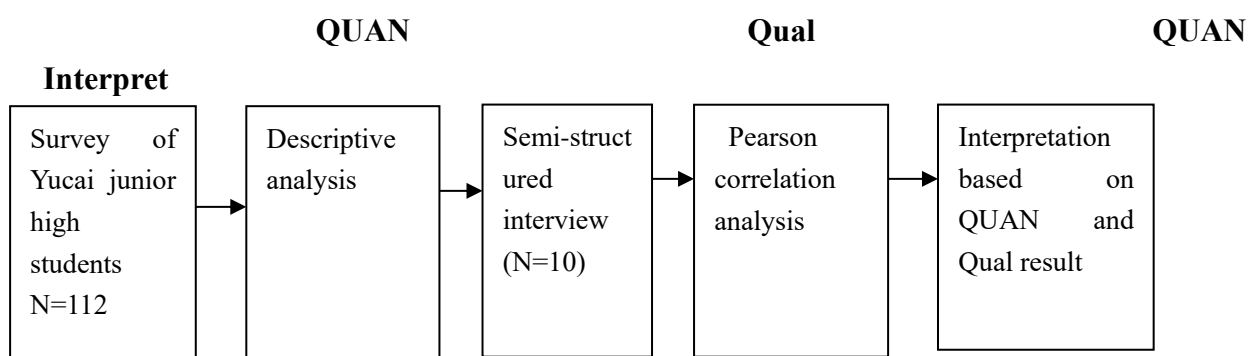 QUAN Qual QUAN
Interpret
Survey of
Yucai junior
high
students
N=112
Descriptive
analysis
Semi-struct
ured
interview
(N=10)
Pearson
correlation
analysis
Interpretation
based on
QUAN and
Qual result